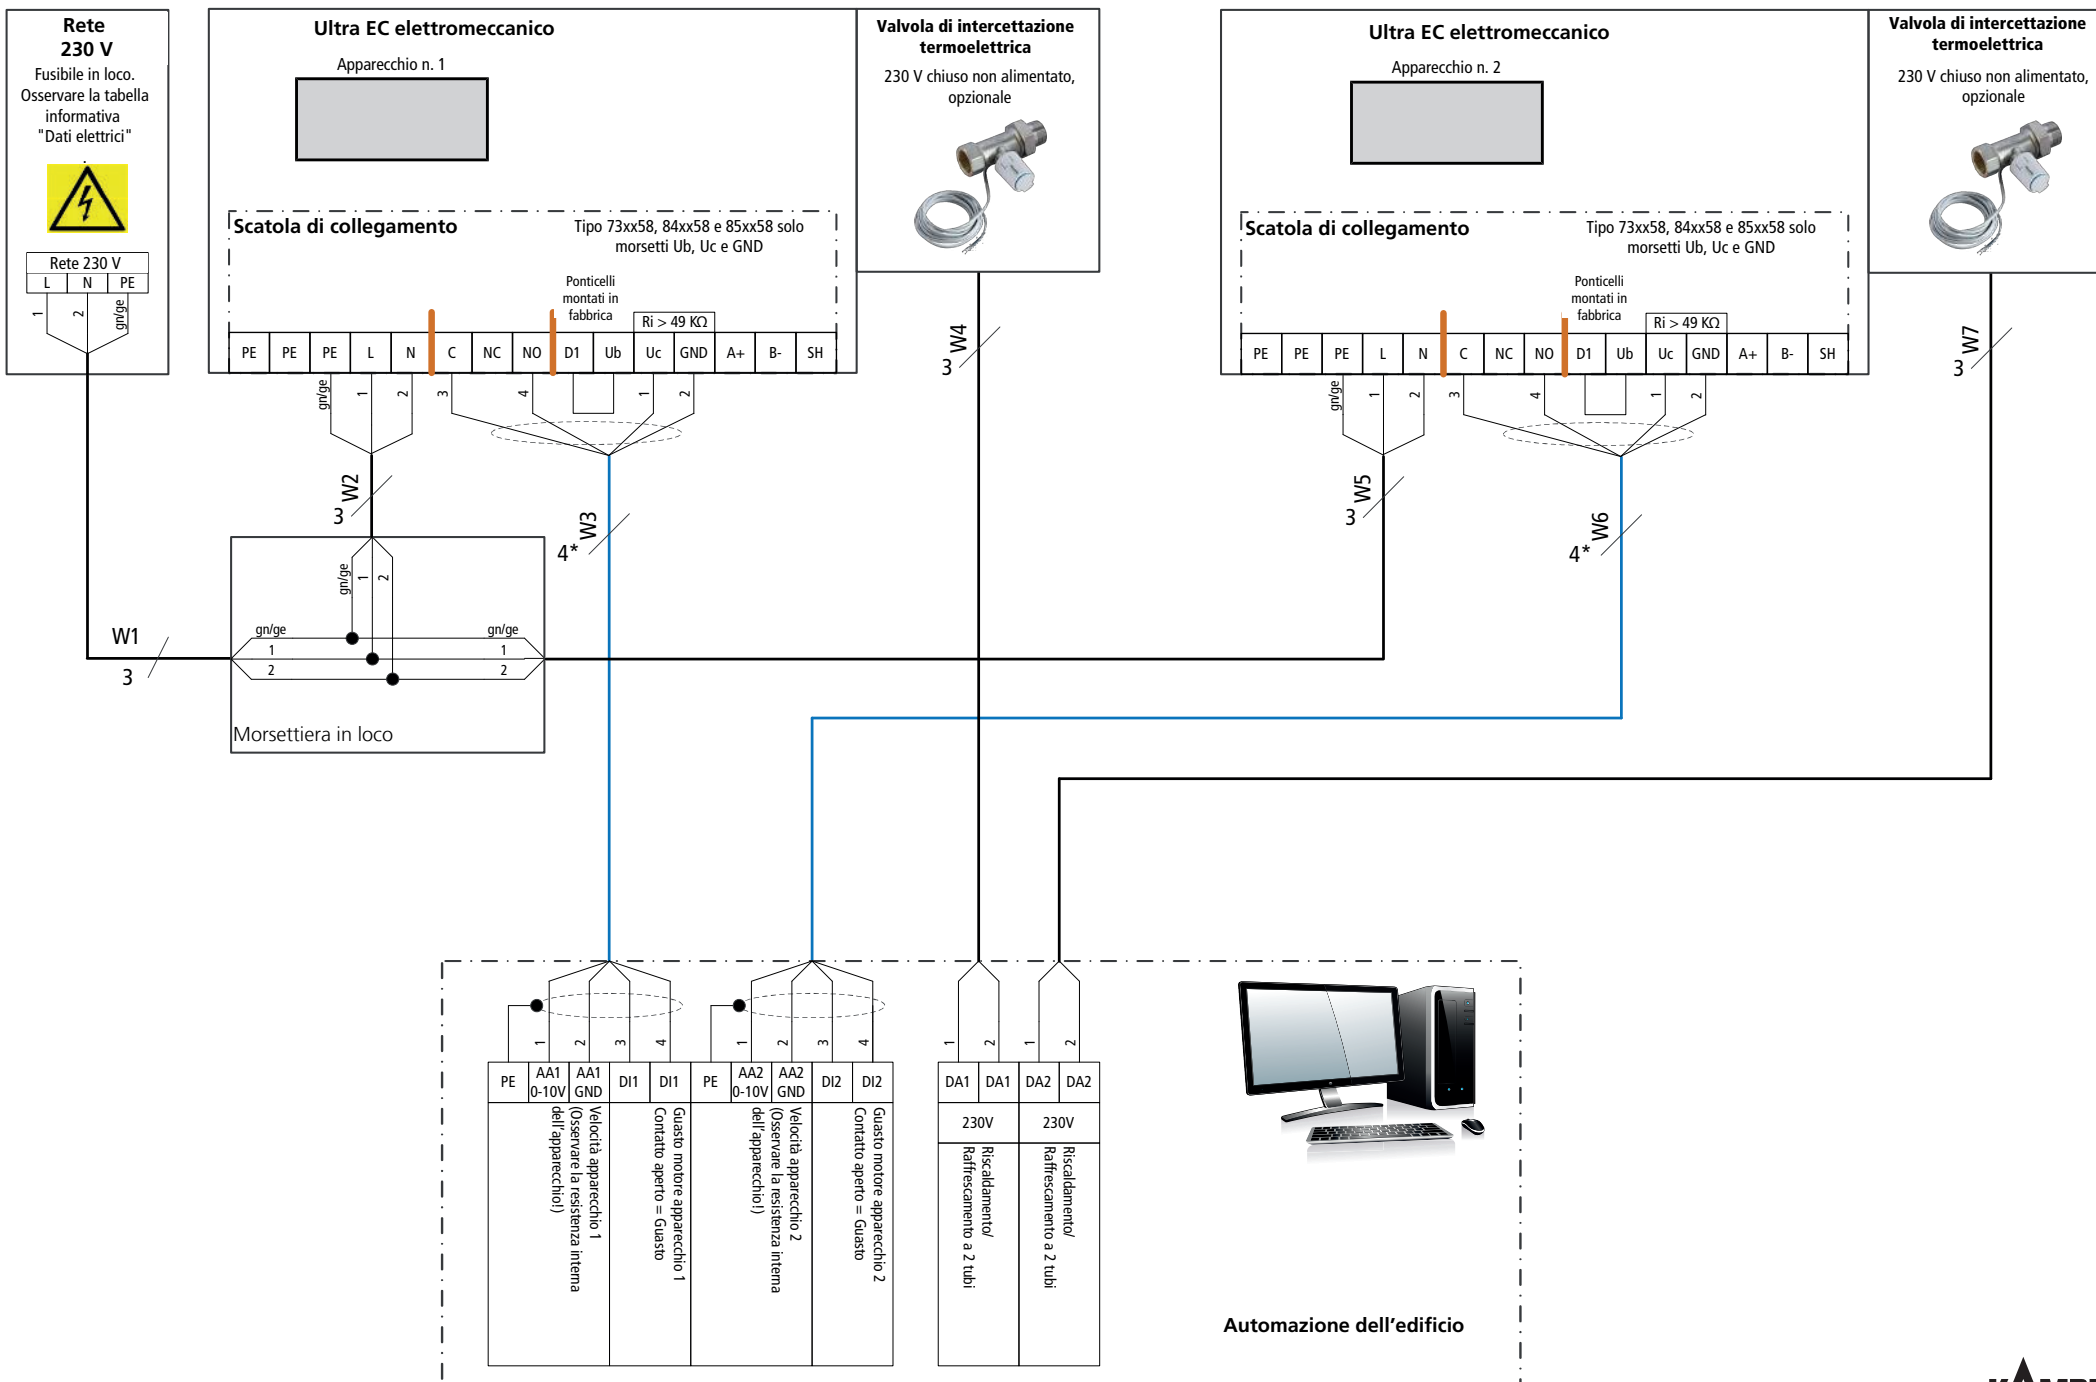 Rete
230 V
Fusibile in loco.
Osservare la tabella
informativa
"Dati elettrici"
Rete 230 V
L N PE
1 2 gn/ge
Ultra EC elettromeccanico
Apparecchio n. 1
Scatola di collegamento
Tipo 73xx58, 84xx58 e 85xx58 solo
morsetti Ub, Uc e GND
Ponticelli
montati in
fabbrica
Ri > 49 KΩ
PE PE PE L N C NC NO D1 Ub Uc GND A+ B- SH
gn/ge 1 2 3 4 1 2
Valvola di intercettazione
termoelettrica
230 V chiuso non alimentato,
opzionale
Ultra EC elettromeccanico
Apparecchio n. 2
Scatola di collegamento
Tipo 73xx58, 84xx58 e 85xx58 solo
morsetti Ub, Uc e GND
Ponticelli
montati in
fabbrica
Ri > 49 KΩ
PE PE PE L N C NC NO D1 Ub Uc GND A+ B- SH
gn/ge 1 2 3 4 1 2
Valvola di intercettazione
termoelettrica
230 V chiuso non alimentato,
opzionale
W4
3
W7
3
W2
3
W3
4*
W5
3
W6
4*
W1
3
gn/ge 1 2
gn/ge
1
2
gn/ge
1
2
Morsettiera in loco
1 2 3 4
1 2 3 4
1 2
1 2
PE
AA1
0-10V
AA1
GND
DI1 DI1
PE
AA2
0-10V
AA2
GND
DI2 DI2
DA1 DA1 DA2 DA2
230V 230V
Velocità apparecchio 1
(Osservare la resistenza interna
dell'apparecchio!)
Guasto motore apparecchio 1
Contatto aperto = Guasto
Velocità apparecchio 2
(Osservare la resistenza interna
dell'apparecchio!)
Guasto motore apparecchio 2
Contatto aperto = Guasto
Riscaldamento/
Raffrescamento a 2 tubi
Riscaldamento/
Raffrescamento a 2 tubi
Automazione dell'edificio